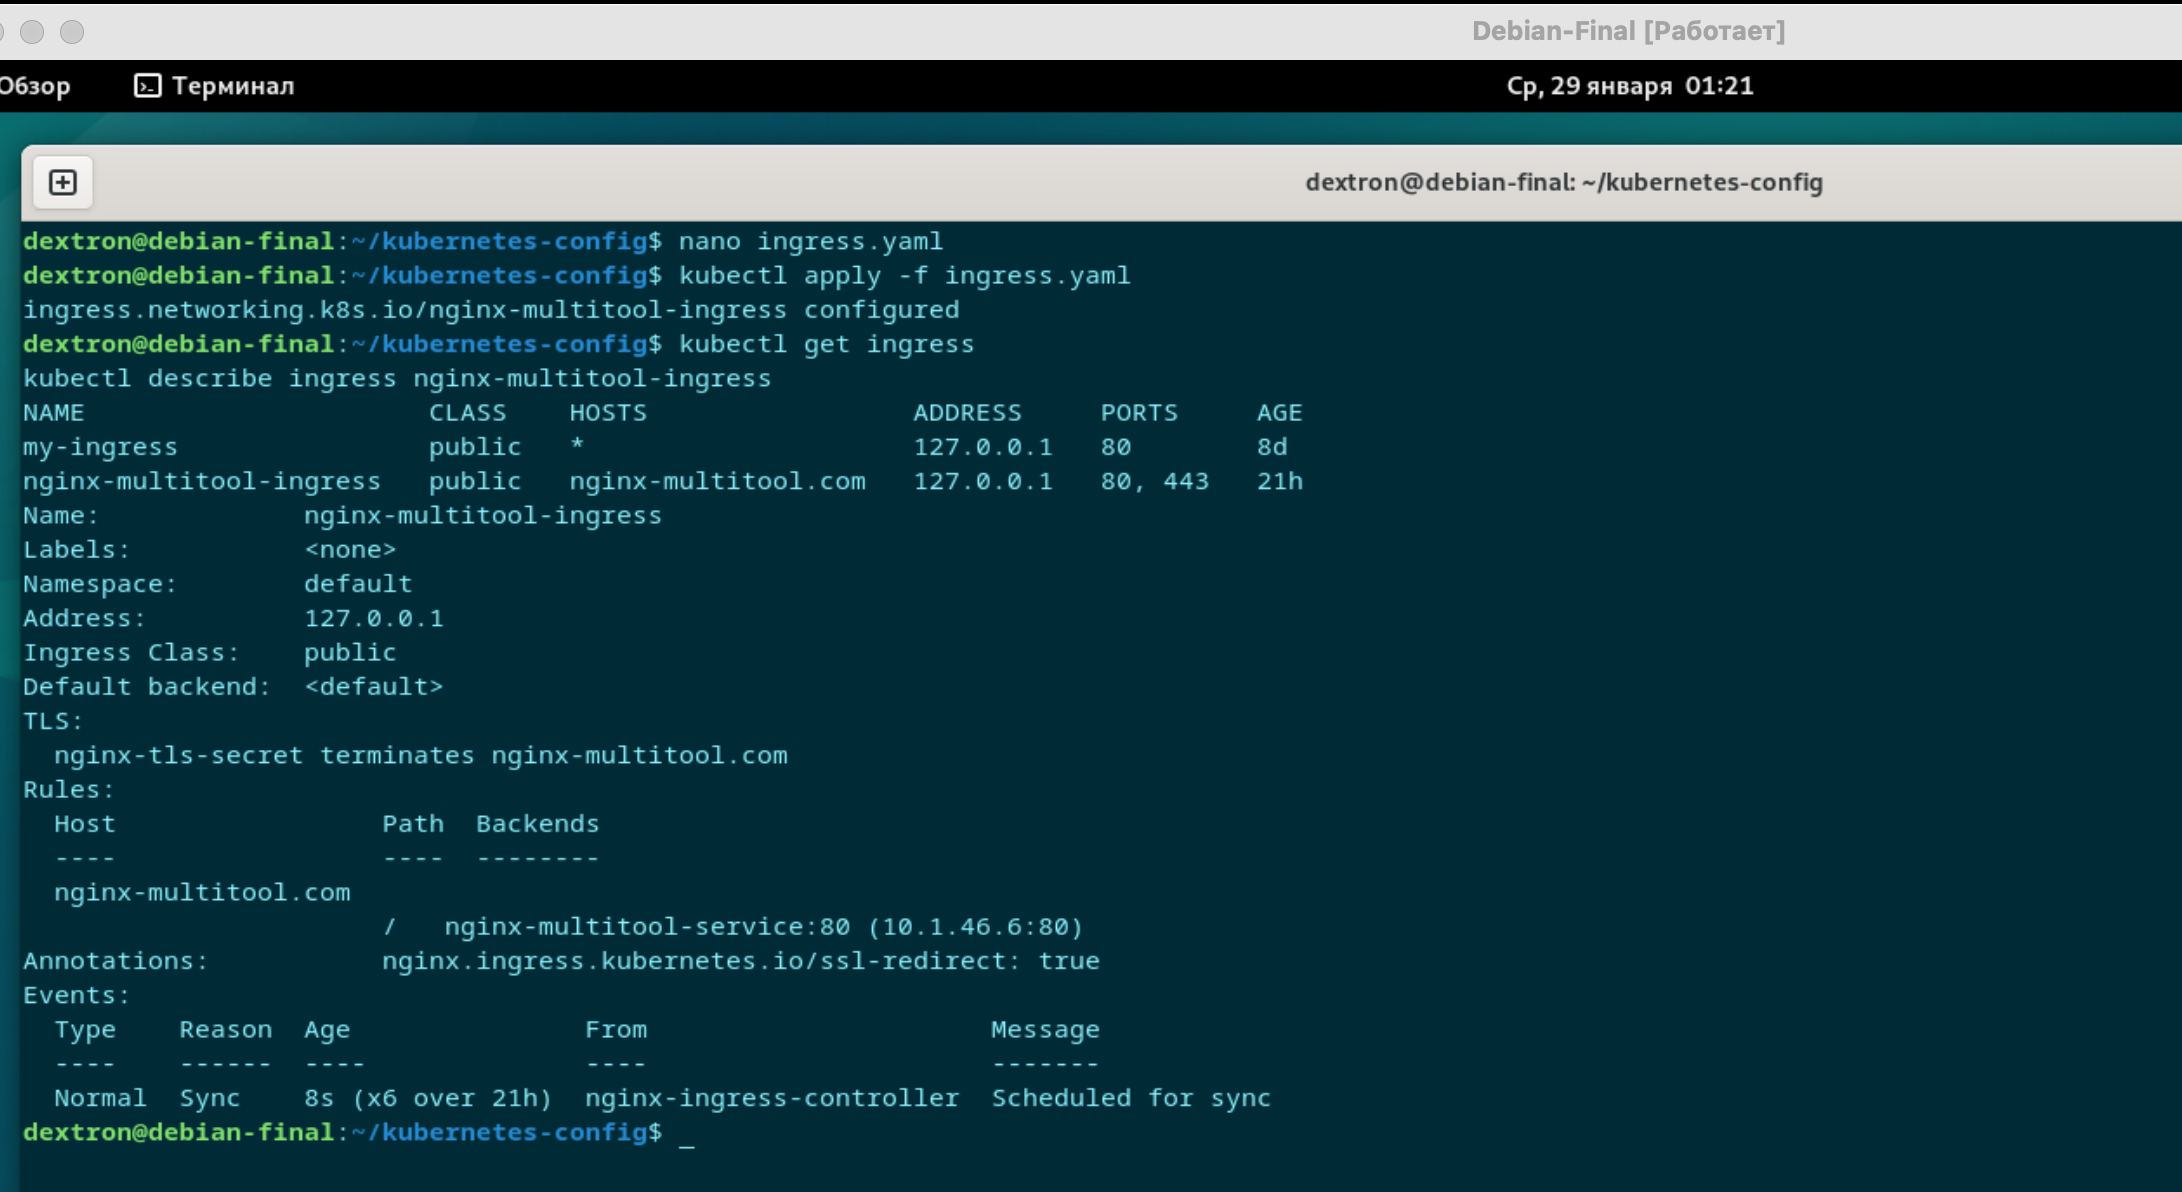 Debian-Final [Работает]
Обзор Терминал Ср, 29 января 01:21
dextron@debian-final: ~/kubernetes-config
dextron@debian-final:~/kubernetes-config$ nano ingress.yaml
dextron@debian-final:~/kubernetes-config$ kubectl apply -f ingress.yaml
ingress.networking.k8s.io/nginx-multitool-ingress configured
dextron@debian-final:~/kubernetes-config$ kubectl get ingress
kubectl describe ingress nginx-multitool-ingress
NAME                      CLASS    HOSTS                 ADDRESS     PORTS     AGE
my-ingress                public   *                     127.0.0.1   80        8d
nginx-multitool-ingress   public   nginx-multitool.com   127.0.0.1   80, 443   21h
Name:             nginx-multitool-ingress
Labels:           <none>
Namespace:        default
Address:          127.0.0.1
Ingress Class:    public
Default backend:  <default>
TLS:
  nginx-tls-secret terminates nginx-multitool.com
Rules:
  Host                 Path  Backends
  ----                 ----  --------
  nginx-multitool.com
                       /   nginx-multitool-service:80 (10.1.46.6:80)
Annotations:           nginx.ingress.kubernetes.io/ssl-redirect: true
Events:
  Type    Reason  Age               From                      Message
  ----    ------  ----              ----                      -------
  Normal  Sync    8s (x6 over 21h)  nginx-ingress-controller  Scheduled for sync
dextron@debian-final:~/kubernetes-config$ _